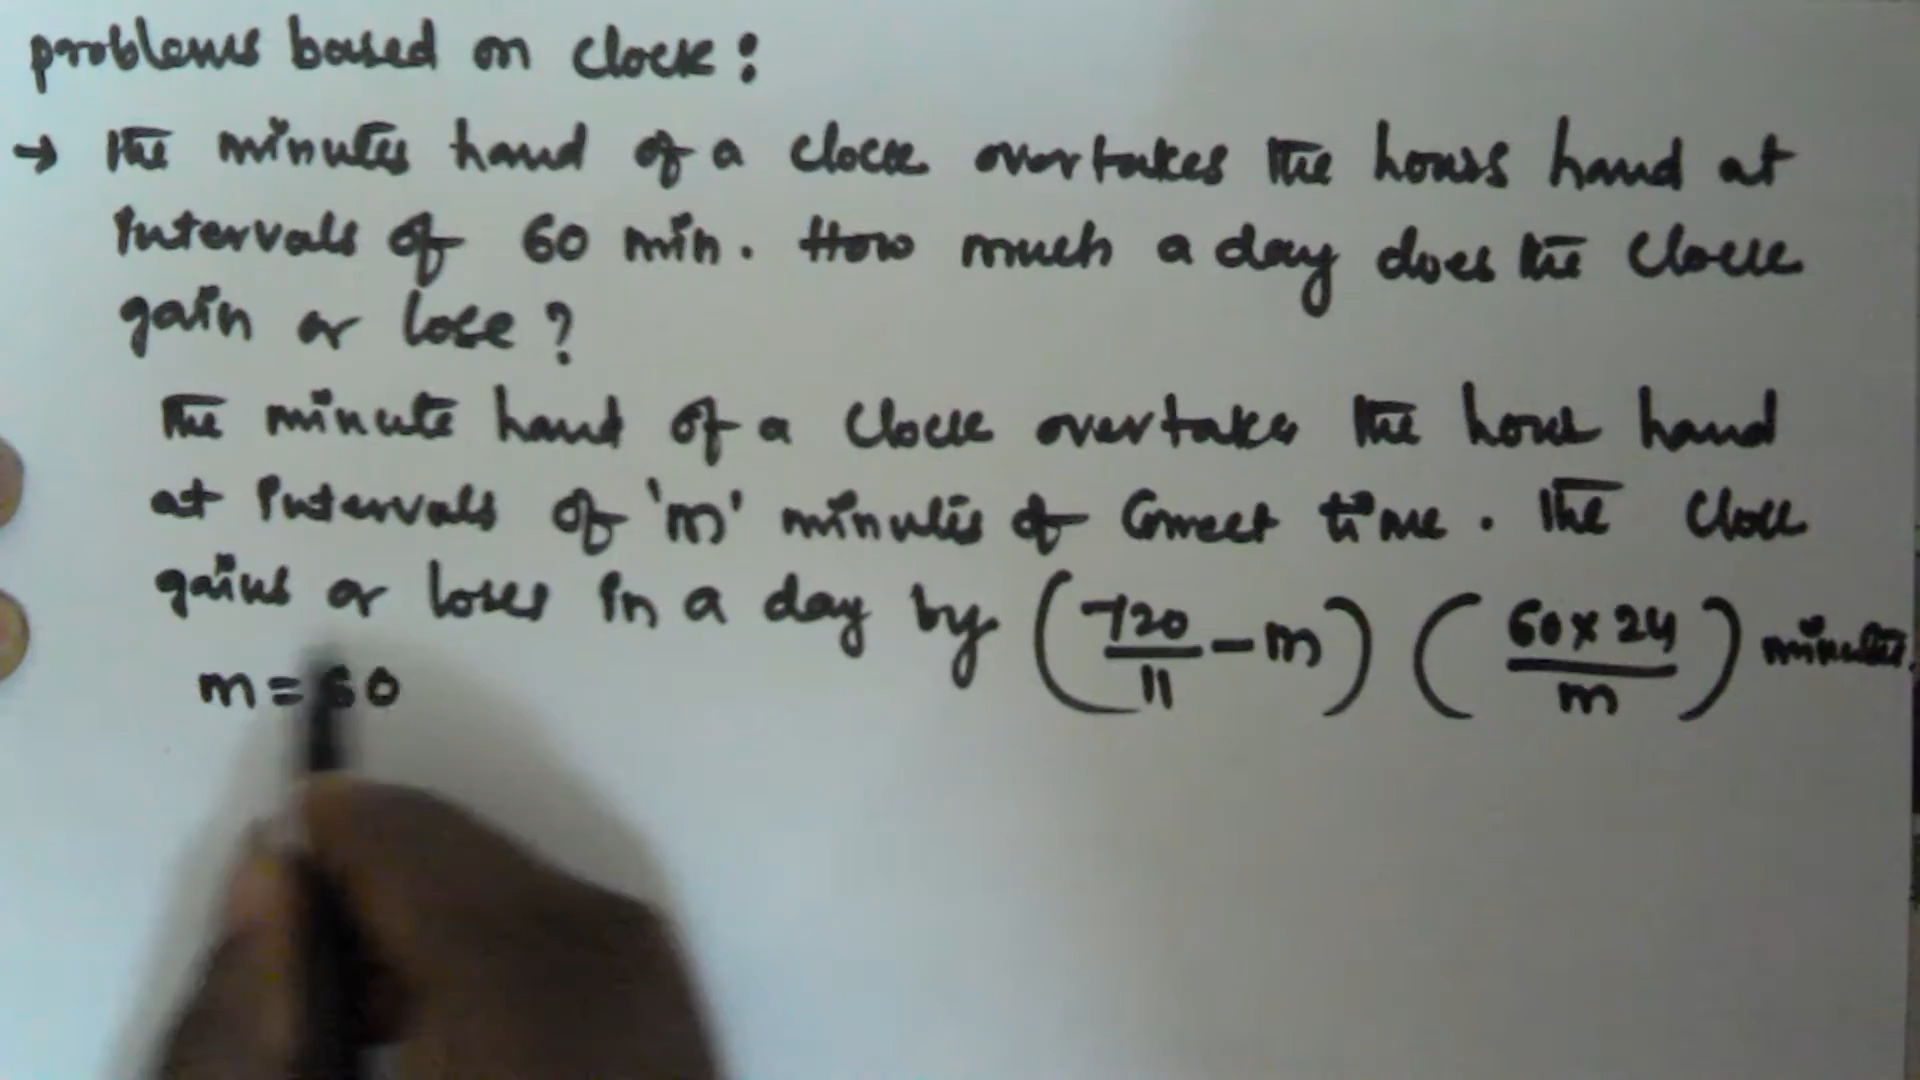 problems based on clock:
→ The minutes hand of a clock overtakes the hours hand at
intervals of 60 min. How much a day does the clock
gain or lose?
The minute hand of a clock overtakes the hour hand
at intervals of 'm' minutes of correct time. The clock
gains or loses in a day by (720/11 - m) (60 x 24/m) minutes.
m = 60